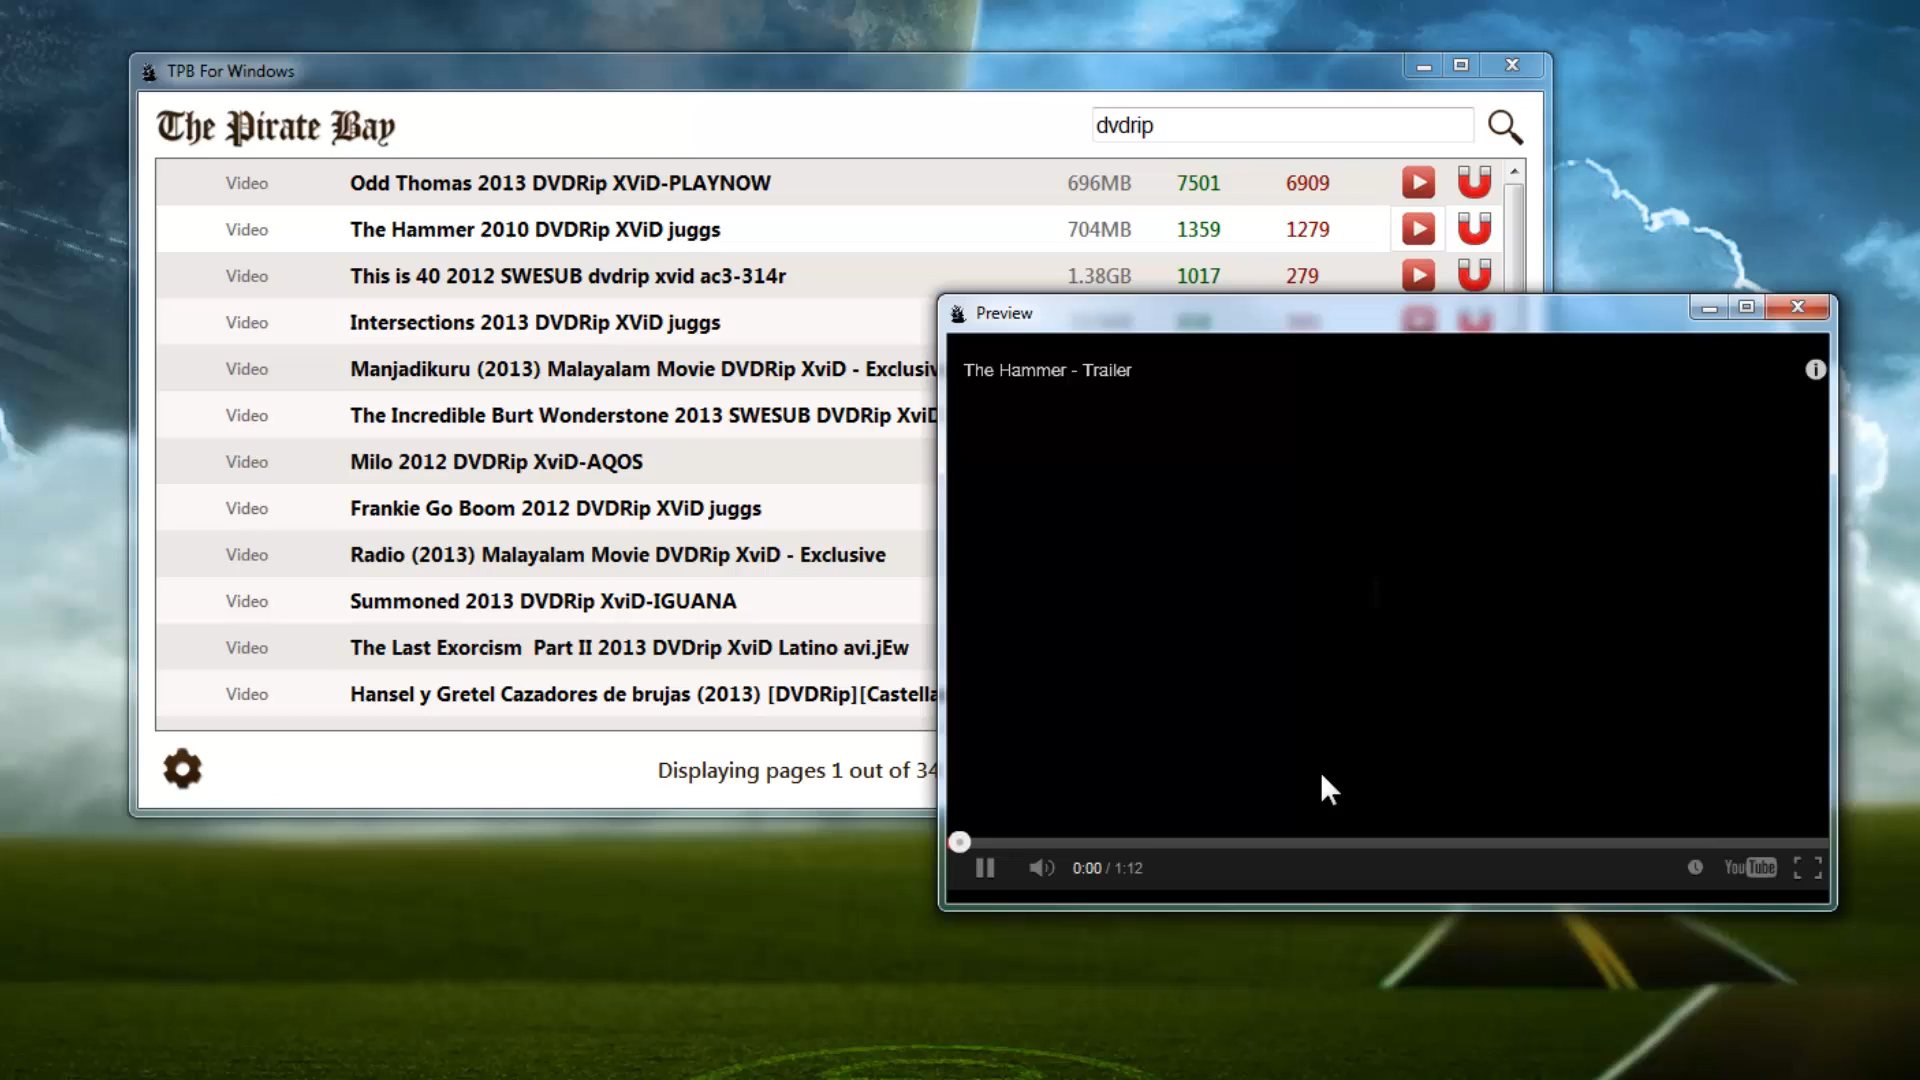 TPB For Windows
The Pirate Bay
dvdrip
Video Odd Thomas 2013 DVDRip XViD-PLAYNOW 696MB 7501 6909
Video The Hammer 2010 DVDRip XViD juggs 704MB 1359 1279
Video This is 40 2012 SWESUB dvdrip xvid ac3-314r 1.38GB 1017 279
Video Intersections 2013 DVDRip XViD juggs
Video Manjadikuru (2013) Malayalam Movie DVDRip XviD - Exclusiv
Video The Incredible Burt Wonderstone 2013 SWESUB DVDRip XviD
Video Milo 2012 DVDRip XviD-AQOS
Video Frankie Go Boom 2012 DVDRip XViD juggs
Video Radio (2013) Malayalam Movie DVDRip XviD - Exclusive
Video Summoned 2013 DVDRip XviD-IGUANA
Video The Last Exorcism  Part II 2013 DVDrip XviD Latino avi.jEw
Video Hansel y Gretel Cazadores de brujas (2013) [DVDRip][Castella
Displaying pages 1 out of 34
Preview
The Hammer - Trailer
0:00 / 1:12
YouTube